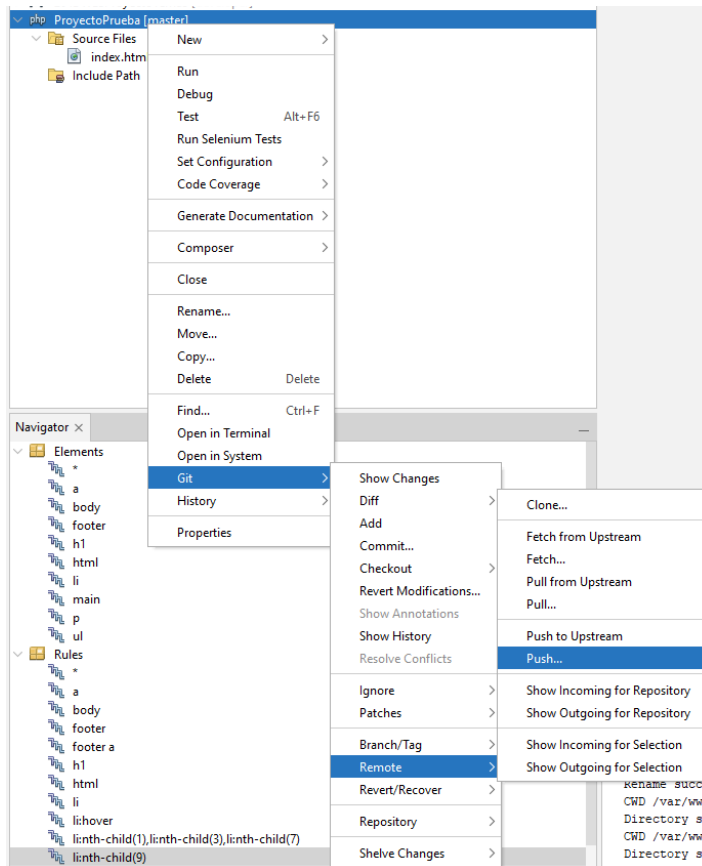 php ProyectoPrueba [master]
Source Files
index.htm
Include Path
New
Run
Debug
Test Alt+F6
Run Selenium Tests
Set Configuration
Code Coverage
Generate Documentation
Composer
Close
Rename...
Move...
Copy...
Delete Delete
Find... Ctrl+F
Open in Terminal
Open in System
Git
History
Properties
Navigator
Elements
*
a
body
footer
h1
html
li
main
p
ul
Rules
*
a
body
footer
footer a
h1
html
li
li:hover
li:nth-child(1),li:nth-child(3),li:nth-child(7)
li:nth-child(9)
Show Changes
Diff
Add
Commit...
Checkout
Revert Modifications...
Show Annotations
Show History
Resolve Conflicts
Ignore
Patches
Branch/Tag
Remote
Revert/Recover
Repository
Shelve Changes
Clone...
Fetch from Upstream
Fetch...
Pull from Upstream
Pull...
Push to Upstream
Push...
Show Incoming for Repository
Show Outgoing for Repository
Show Incoming for Selection
Show Outgoing for Selection
Rename succ
CWD /var/ww
Directory s
CWD /var/ww
Directory s